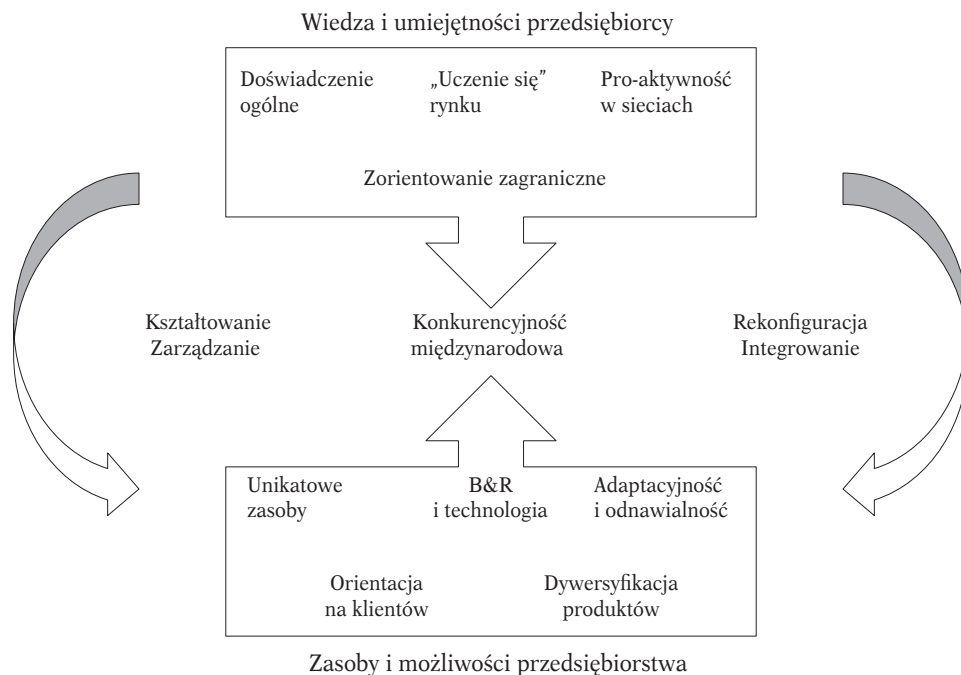 Wiedza i umiejętności przedsiębiorcy
Doświadczenie
ogólne
„Uczenie się”
rynku
Pro-aktywność
w sieciach
Zorientowanie zagraniczne
Kształtowanie
Zarządzanie
Konkurencyjność
międzynarodowa
Rekonfiguracja
Integrowanie
Unikatowe
zasoby
B&R
i technologia
Adaptacyjność
i odnawialność
Orientacja
na klientów
Dywersyfikacja
produktów
Zasoby i możliwości przedsiębiorstwa